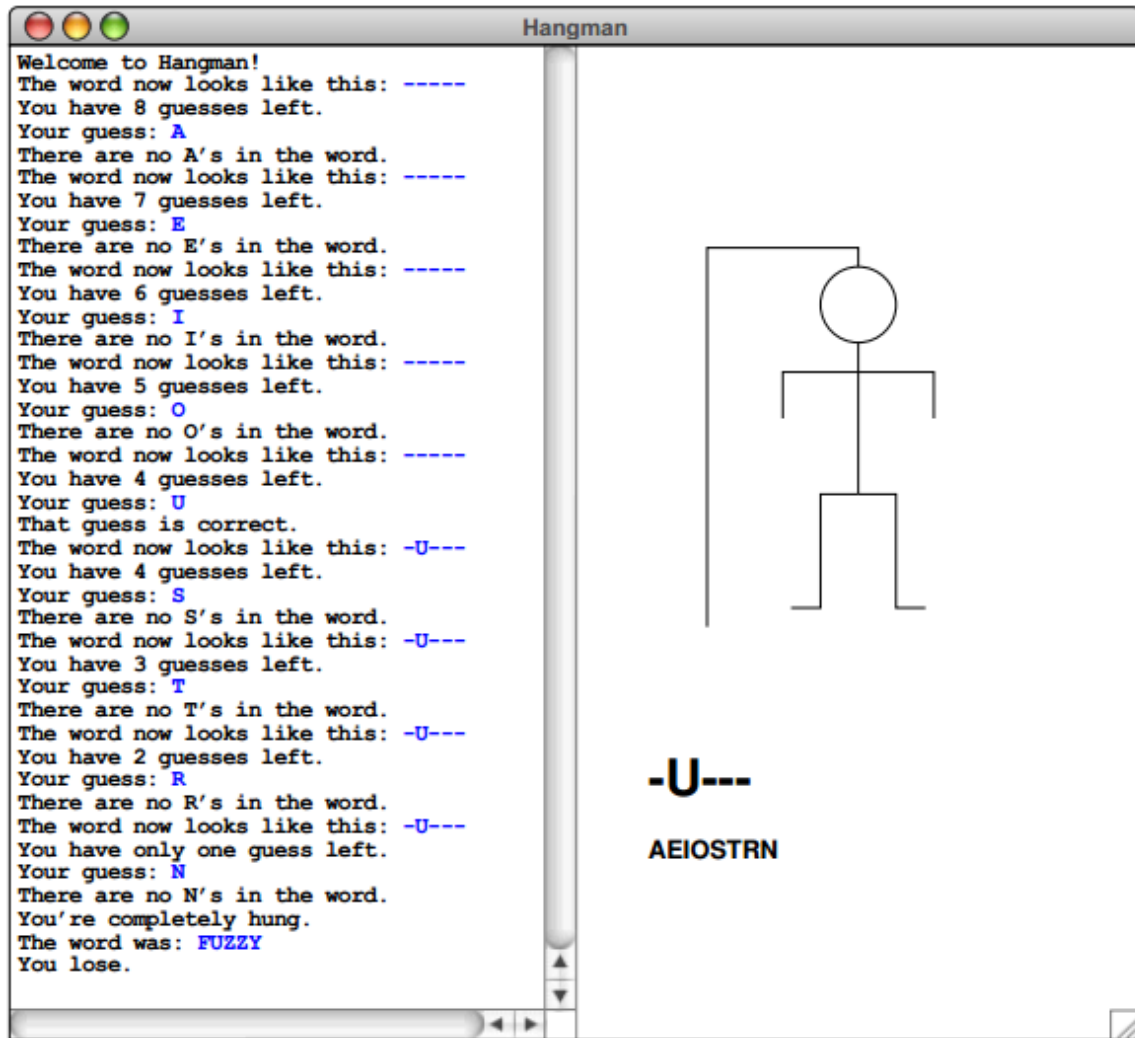 Hangman
Welcome to Hangman!
The word now looks like this: -----
You have 8 guesses left.
Your guess: A
There are no A's in the word.
The word now looks like this: -----
You have 7 guesses left.
Your guess: E
There are no E's in the word.
The word now looks like this: -----
You have 6 guesses left.
Your guess: I
There are no I's in the word.
The word now looks like this: -----
You have 5 guesses left.
Your guess: O
There are no O's in the word.
The word now looks like this: -----
You have 4 guesses left.
Your guess: U
That guess is correct.
The word now looks like this: -U---
You have 4 guesses left.
Your guess: S
There are no S's in the word.
The word now looks like this: -U---
You have 3 guesses left.
Your guess: T
There are no T's in the word.
The word now looks like this: -U---
You have 2 guesses left.
Your guess: R
There are no R's in the word.
The word now looks like this: -U---
You have only one guess left.
Your guess: N
There are no N's in the word.
You're completely hung.
The word was: FUZZY
You lose.
-U---
AEIOSTRN